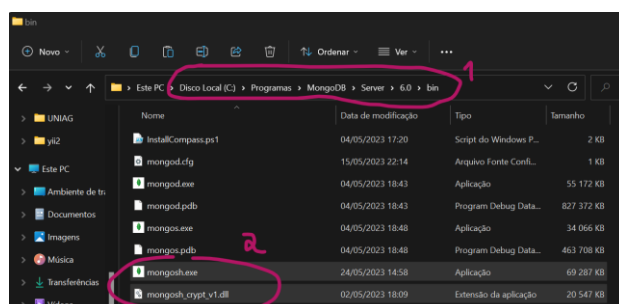 bin
Novo
Ordenar
Ver
1
Este PC > Disco Local (C:) > Programas > MongoDB > Server > 6.0 > bin
UNIAG
yii2
Este PC
Ambiente de tra
Documentos
Imagens
Música
Transferências
Nome Data de modificação Tipo Tamanho
InstallCompass.ps1 04/05/2023 17:20 Script do Windows P... 2 KB
mongod.cfg 15/05/2023 22:14 Arquivo Fonte Confi... 1 KB
mongod.exe 04/05/2023 18:43 Aplicação 55 172 KB
mongod.pdb 04/05/2023 18:43 Program Debug Data... 827 372 KB
mongos.exe 04/05/2023 18:48 Aplicação 34 066 KB
mongos.pdb 04/05/2023 18:48 Program Debug Data... 463 708 KB
2
mongosh.exe 24/05/2023 14:58 Aplicação 69 287 KB
mongosh_crypt_v1.dll 02/05/2023 18:09 Extensão da aplicação 20 547 KB